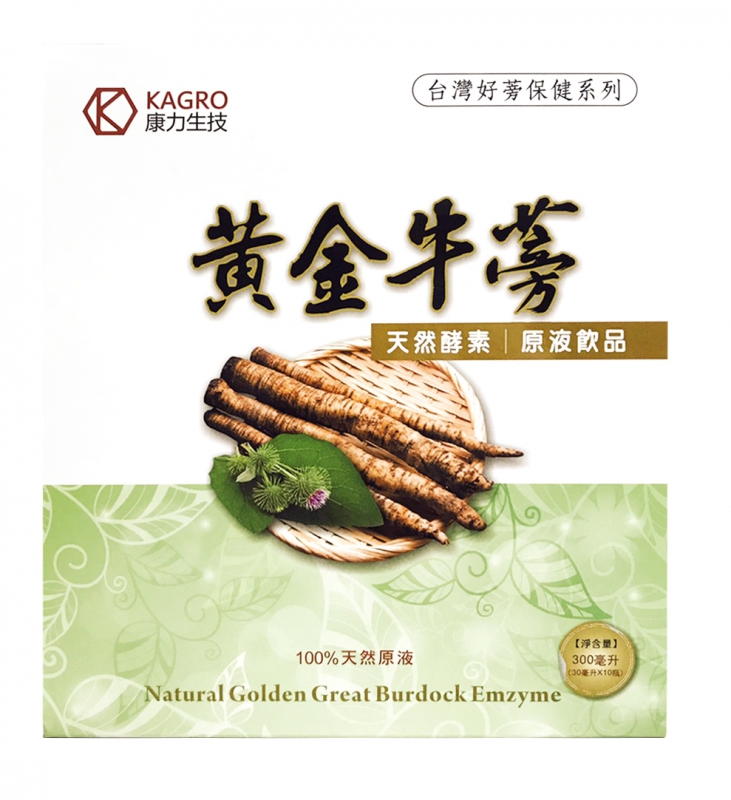 KAGRO
康力生技
台灣好蒡保健系列
黃金牛蒡
天然酵素｜原液飲品
100%天然原液
【淨含量】
300毫升
(30毫升X10瓶)
Natural Golden Great Burdock Emzyme